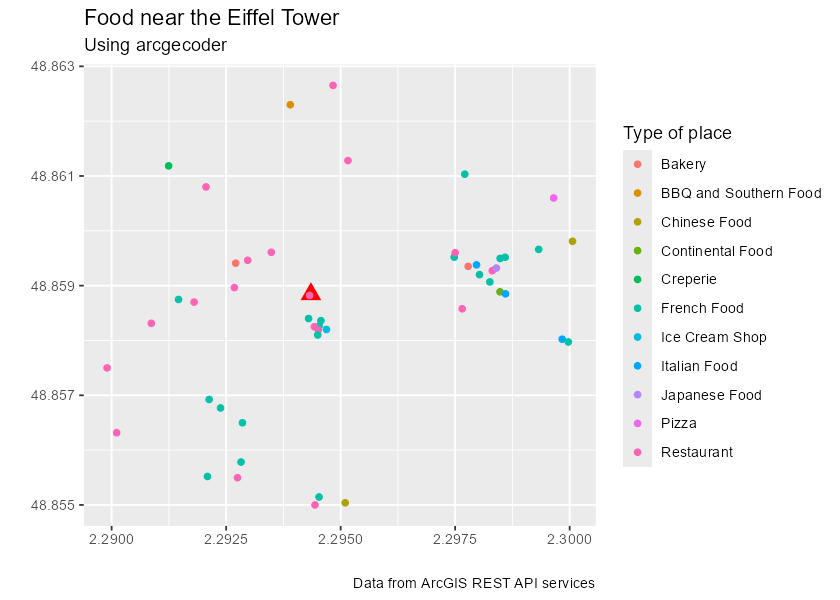 Food near the Eiffel Tower
Using arcgecoder
48.863
48.861
48.859
48.857
48.855
2.2900
2.2925
2.2950
2.2975
2.3000
Type of place
Bakery
BBQ and Southern Food
Chinese Food
Continental Food
Creperie
French Food
Ice Cream Shop
Italian Food
Japanese Food
Pizza
Restaurant
Data from ArcGIS REST API services